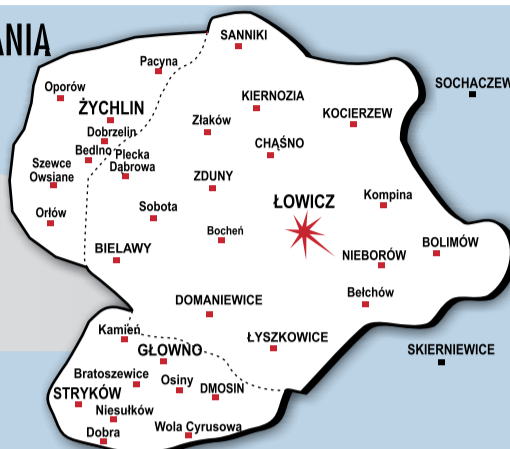 ANIA
SANNIKI
Pacyna
Oporów
SOCHACZEW
KIERNOZIA
ŻYCHLIN
KOCIERZEW
Złaków
Dobrzelin
CHĄŚNO
Bedlno
Plecka
Dąbrowa
Szewce
Owsiane
ZDUNY
Kompina
ŁOWICZ
Orłów
Sobota
Bocheń
BOLIMÓW
BIELAWY
NIEBORÓW
Bełchów
DOMANIEWICE
Kamień
ŁYSZKOWICE
GŁOWNO
SKIERNIEWICE
Bratoszewice
Osiny
DMOSIN
STRYKÓW
Niesułków
Wola Cyrusowa
Dobra